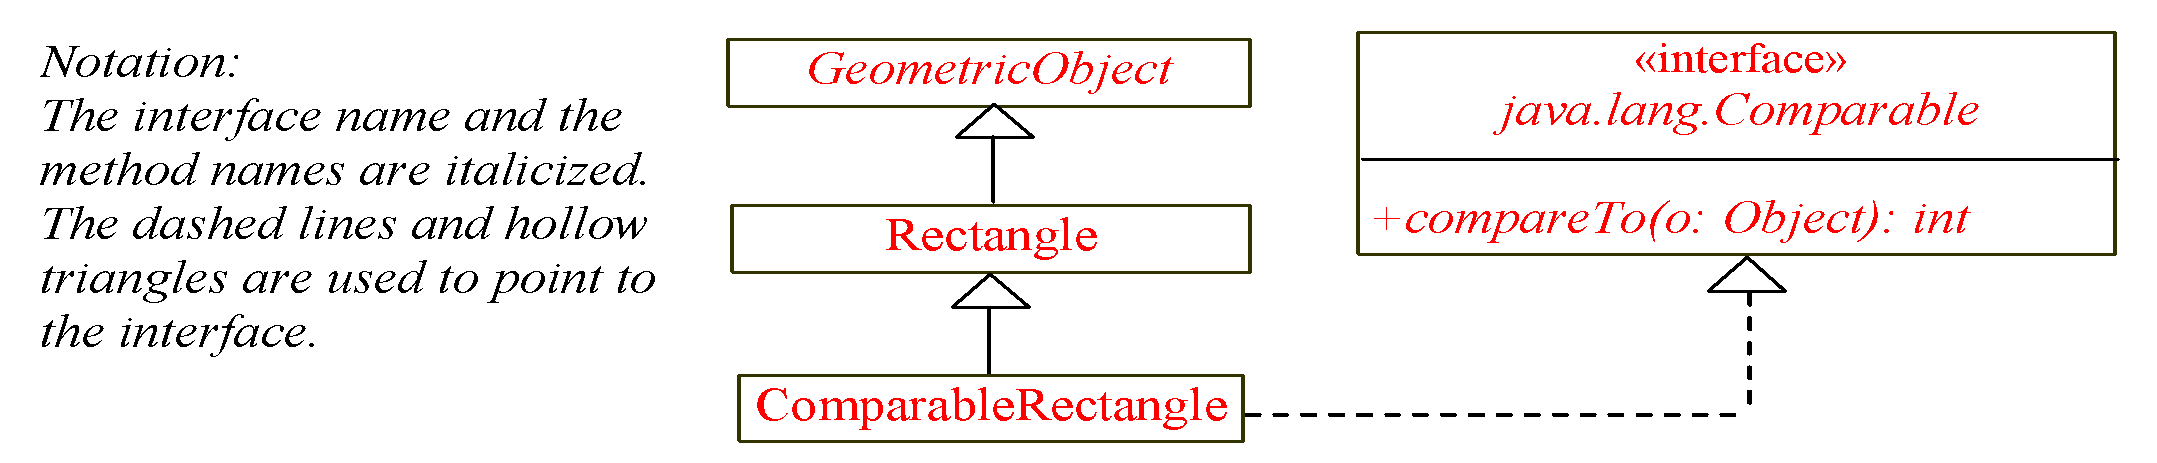 Notation:
The interface name and the
method names are italicized.
The dashed lines and hollow
triangles are used to point to
the interface.
GeometricObject
Rectangle
ComparableRectangle
«interface»
java.lang.Comparable
+compareTo(o: Object): int